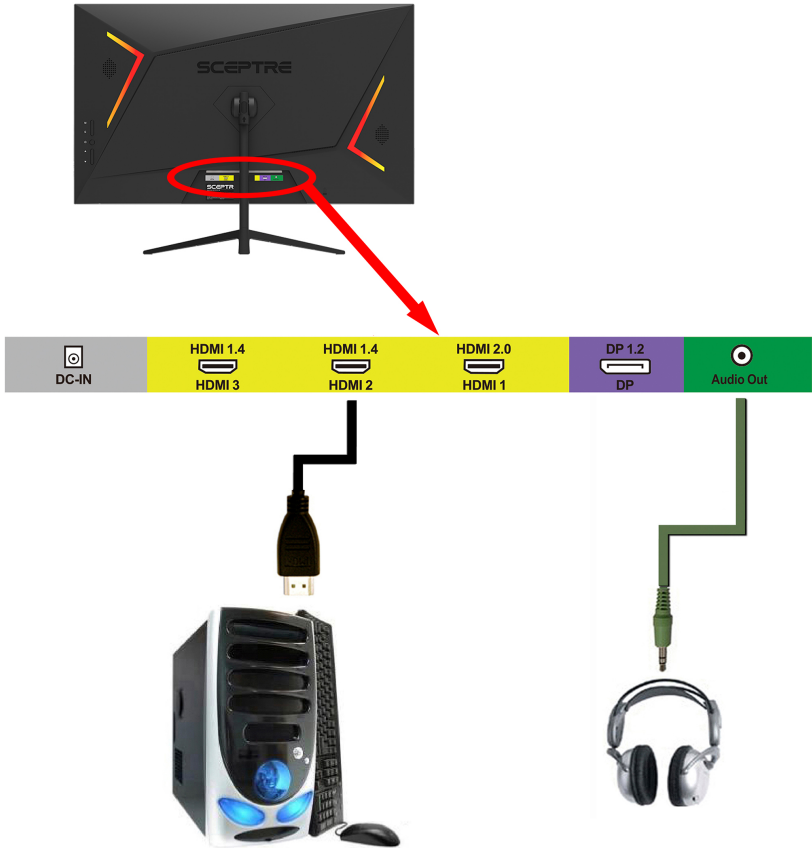 SCEPTRE
SCEPTR
DC-IN
HDMI 1.4
HDMI 3
HDMI 1.4
HDMI 2
HDMI 2.0
HDMI 1
DP 1.2
DP
Audio Out